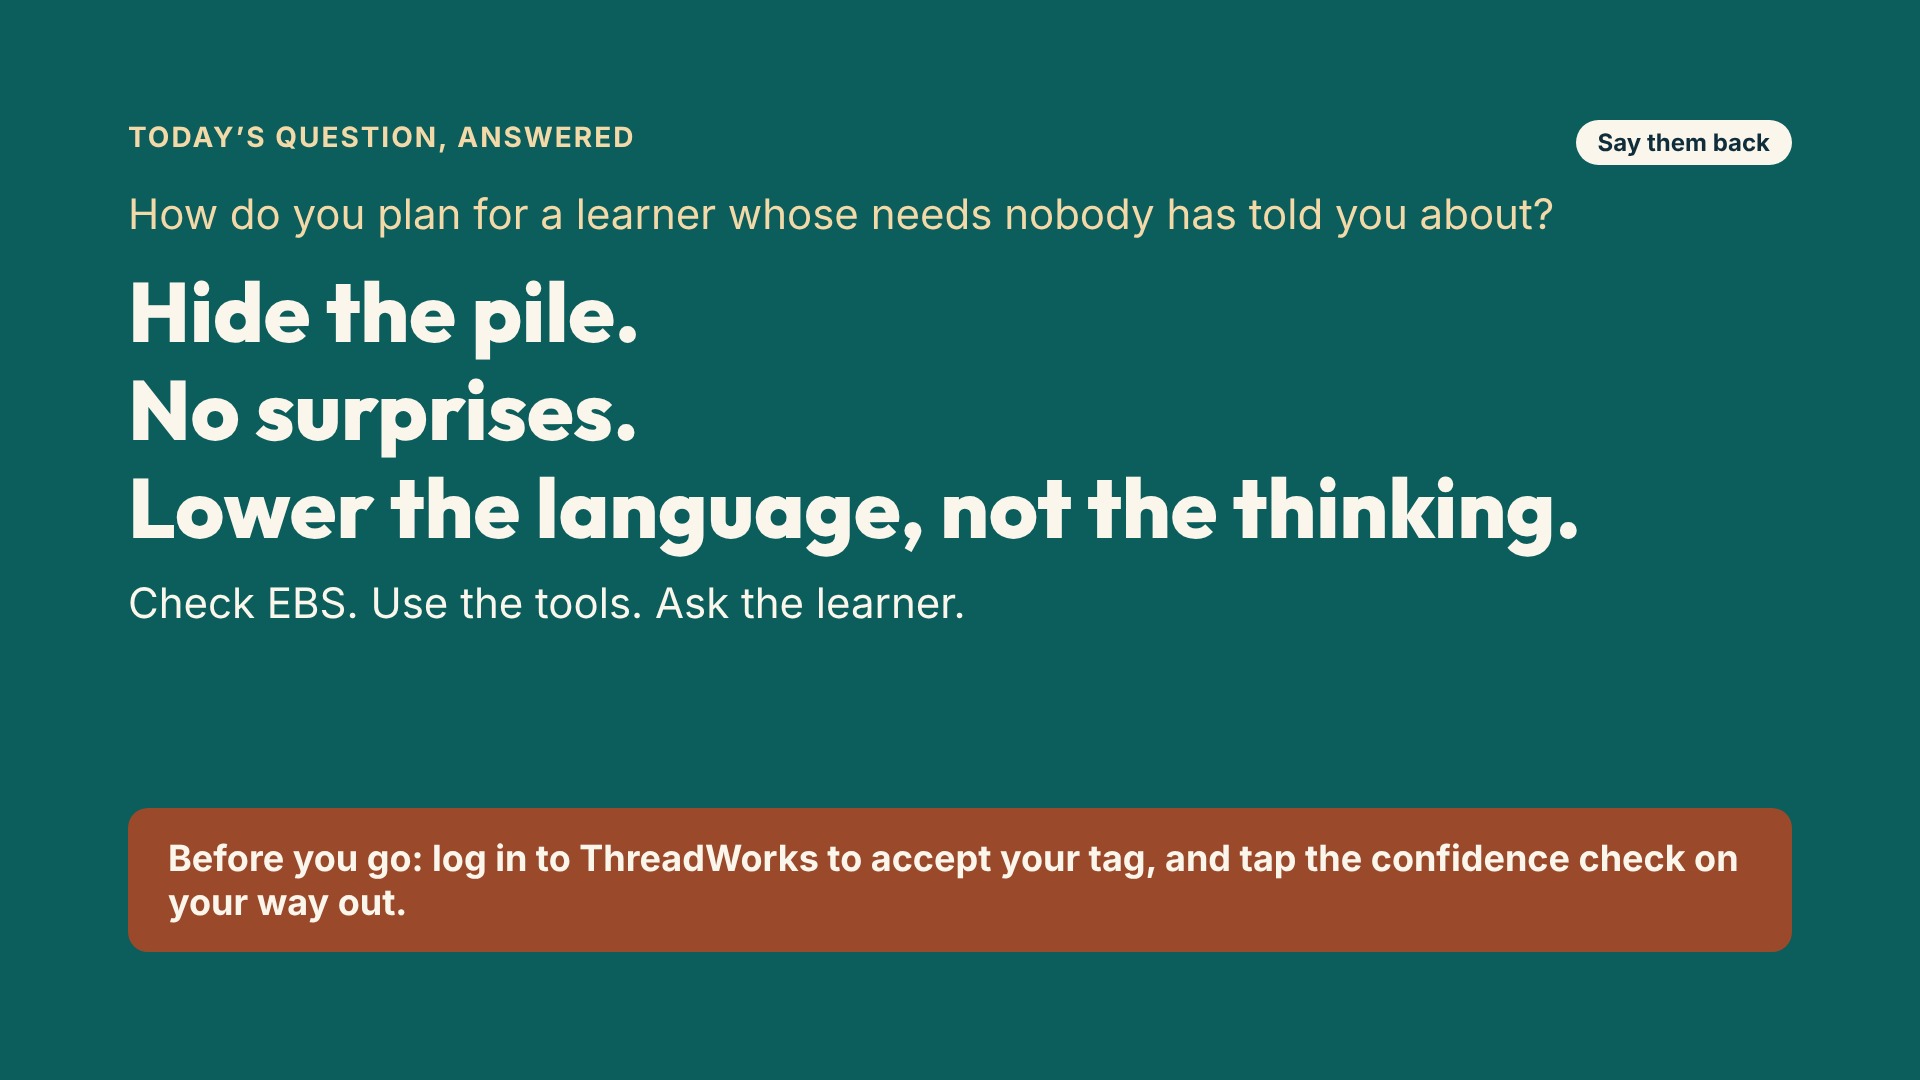 TODAY’S QUESTION, ANSWERED
Say them back
How do you plan for a learner whose needs nobody has told you about?
Hide the pile.
No surprises.
Lower the language, not the thinking.
Check EBS. Use the tools. Ask the learner.
Before you go: log in to ThreadWorks to accept your tag, and tap the confidence check on
your way out.